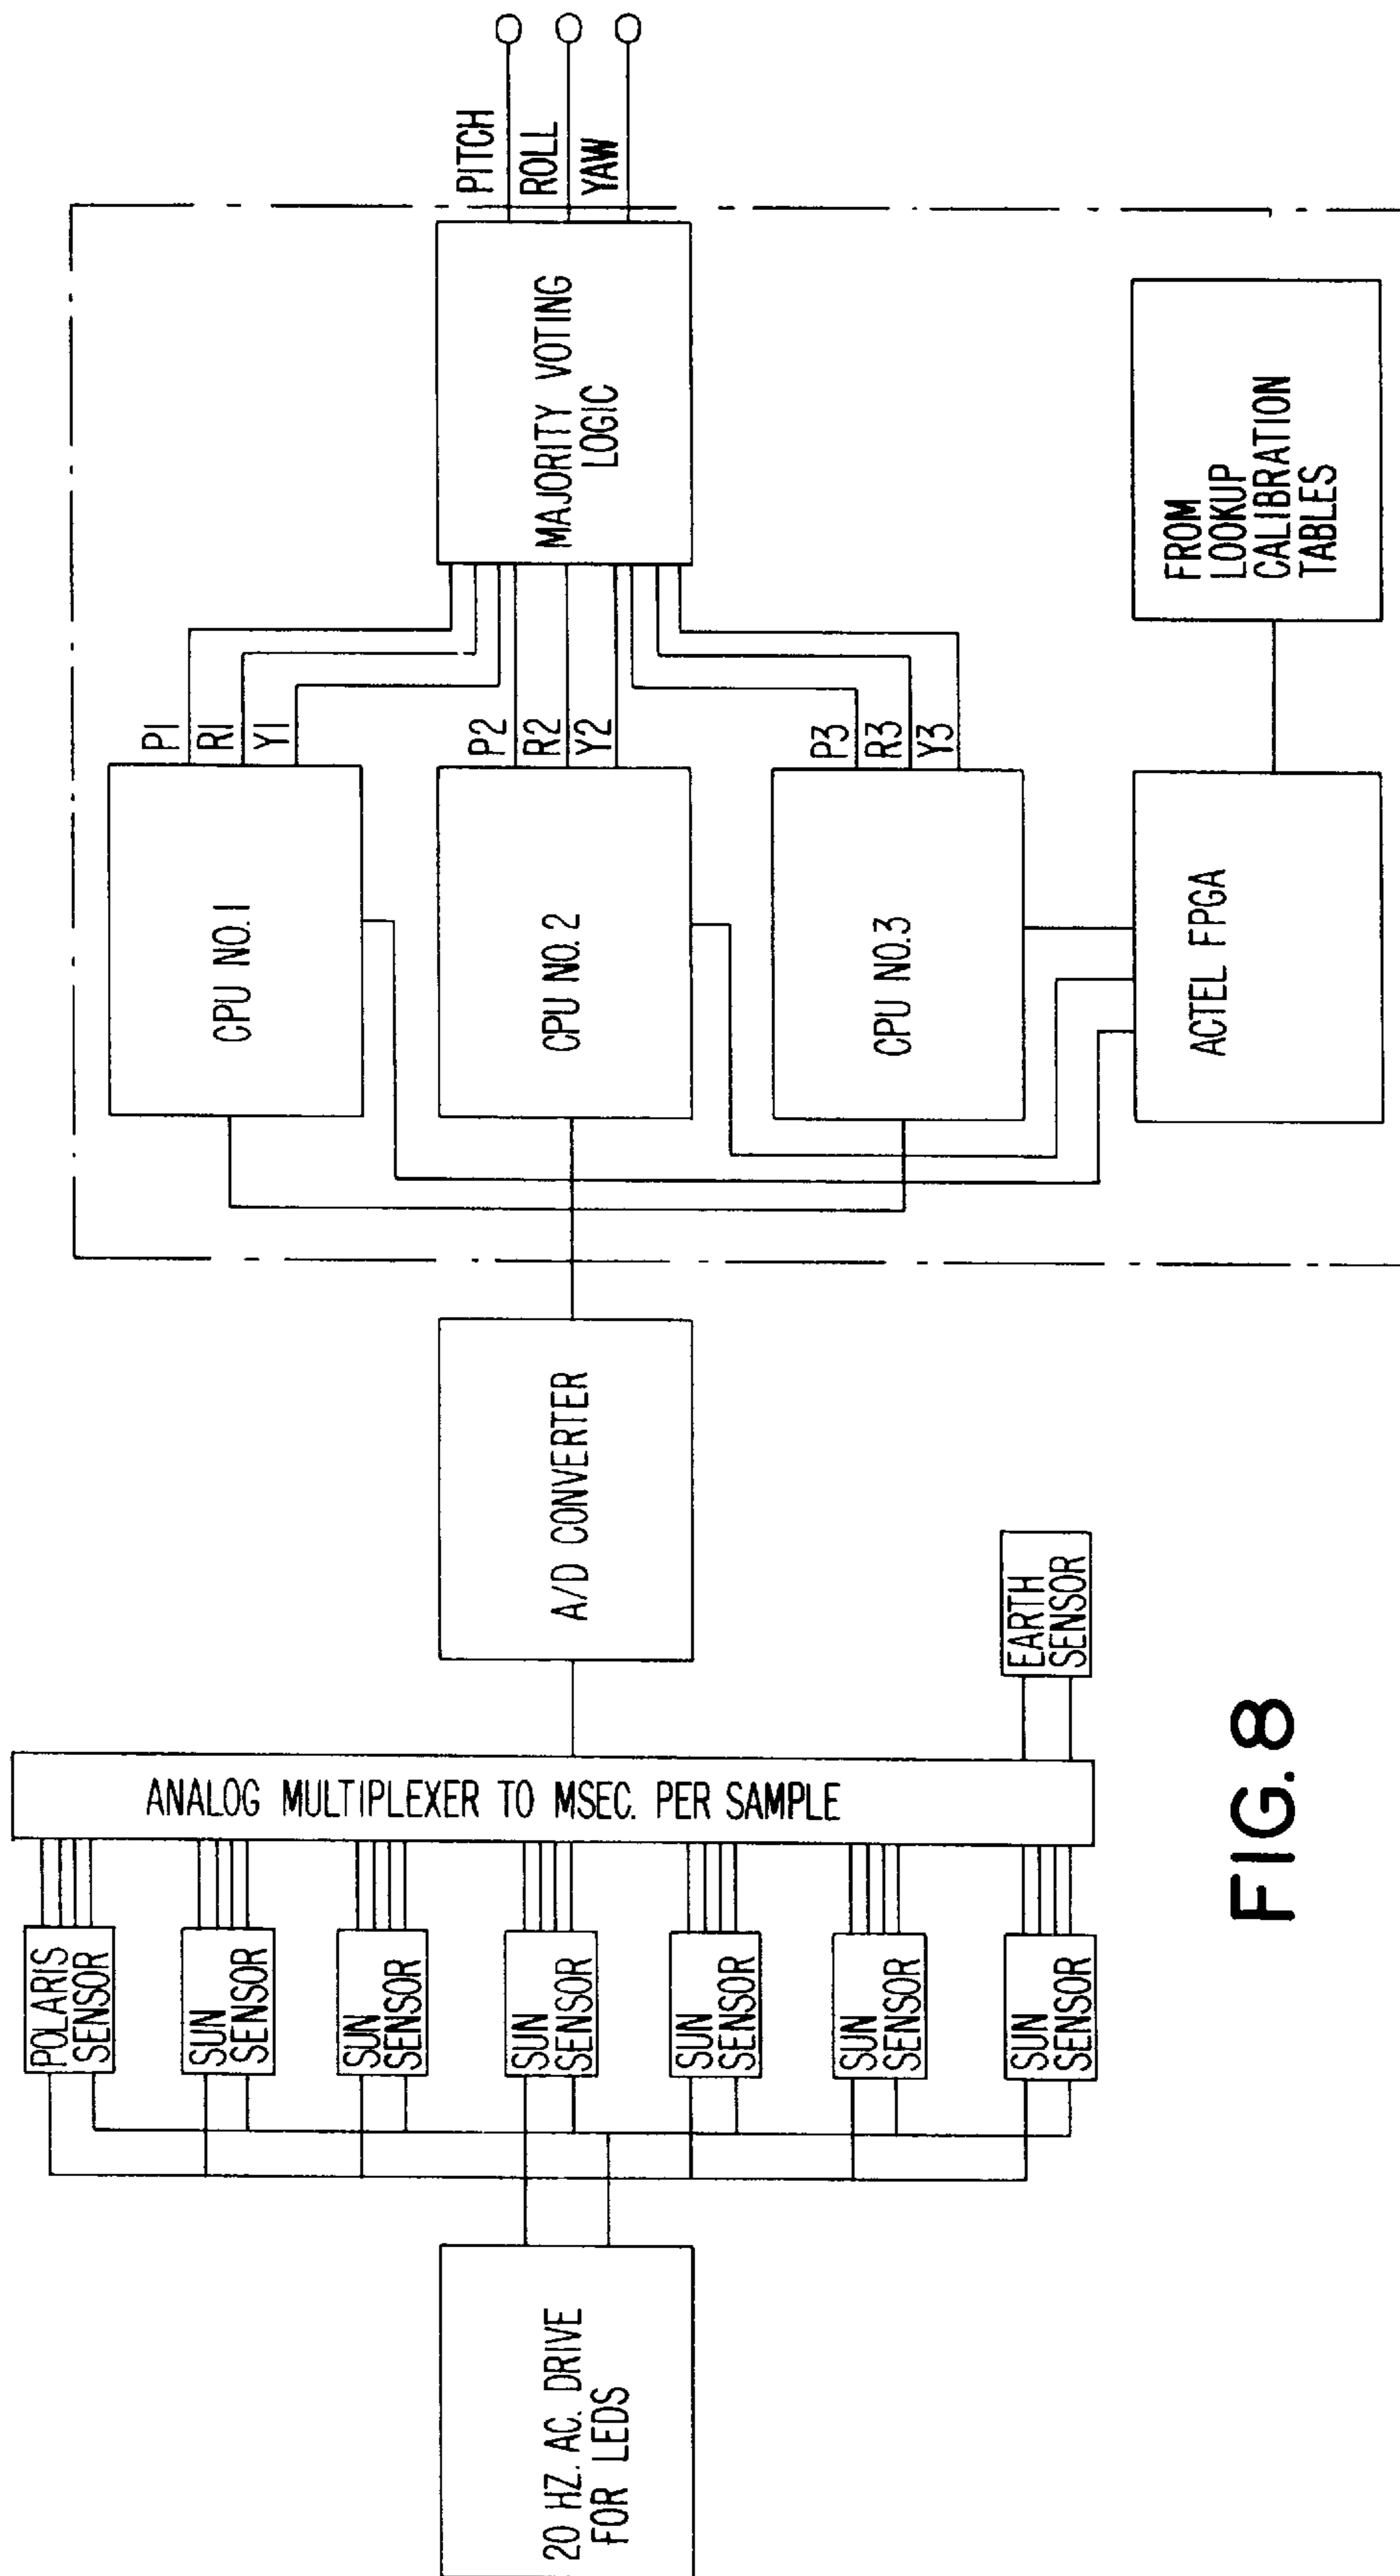 20 HZ. AC. DRIVE
FOR LEDS
POLARIS
SENSOR
SUN
SENSOR
SUN
SENSOR
SUN
SENSOR
SUN
SENSOR
SUN
SENSOR
SUN
SENSOR
ANALOG MULTIPLEXER TO MSEC. PER SAMPLE
EARTH
SENSOR
A/D CONVERTER
CPU NO.1
P1
R1
Y1
CPU NO.2
P2
R2
Y2
CPU NO.3
P3
R3
Y3
ACTEL FPGA
FROM
LOOKUP
CALIBRATION
TABLES
MAJORITY VOTING
LOGIC
PITCH
ROLL
YAW
FIG.8